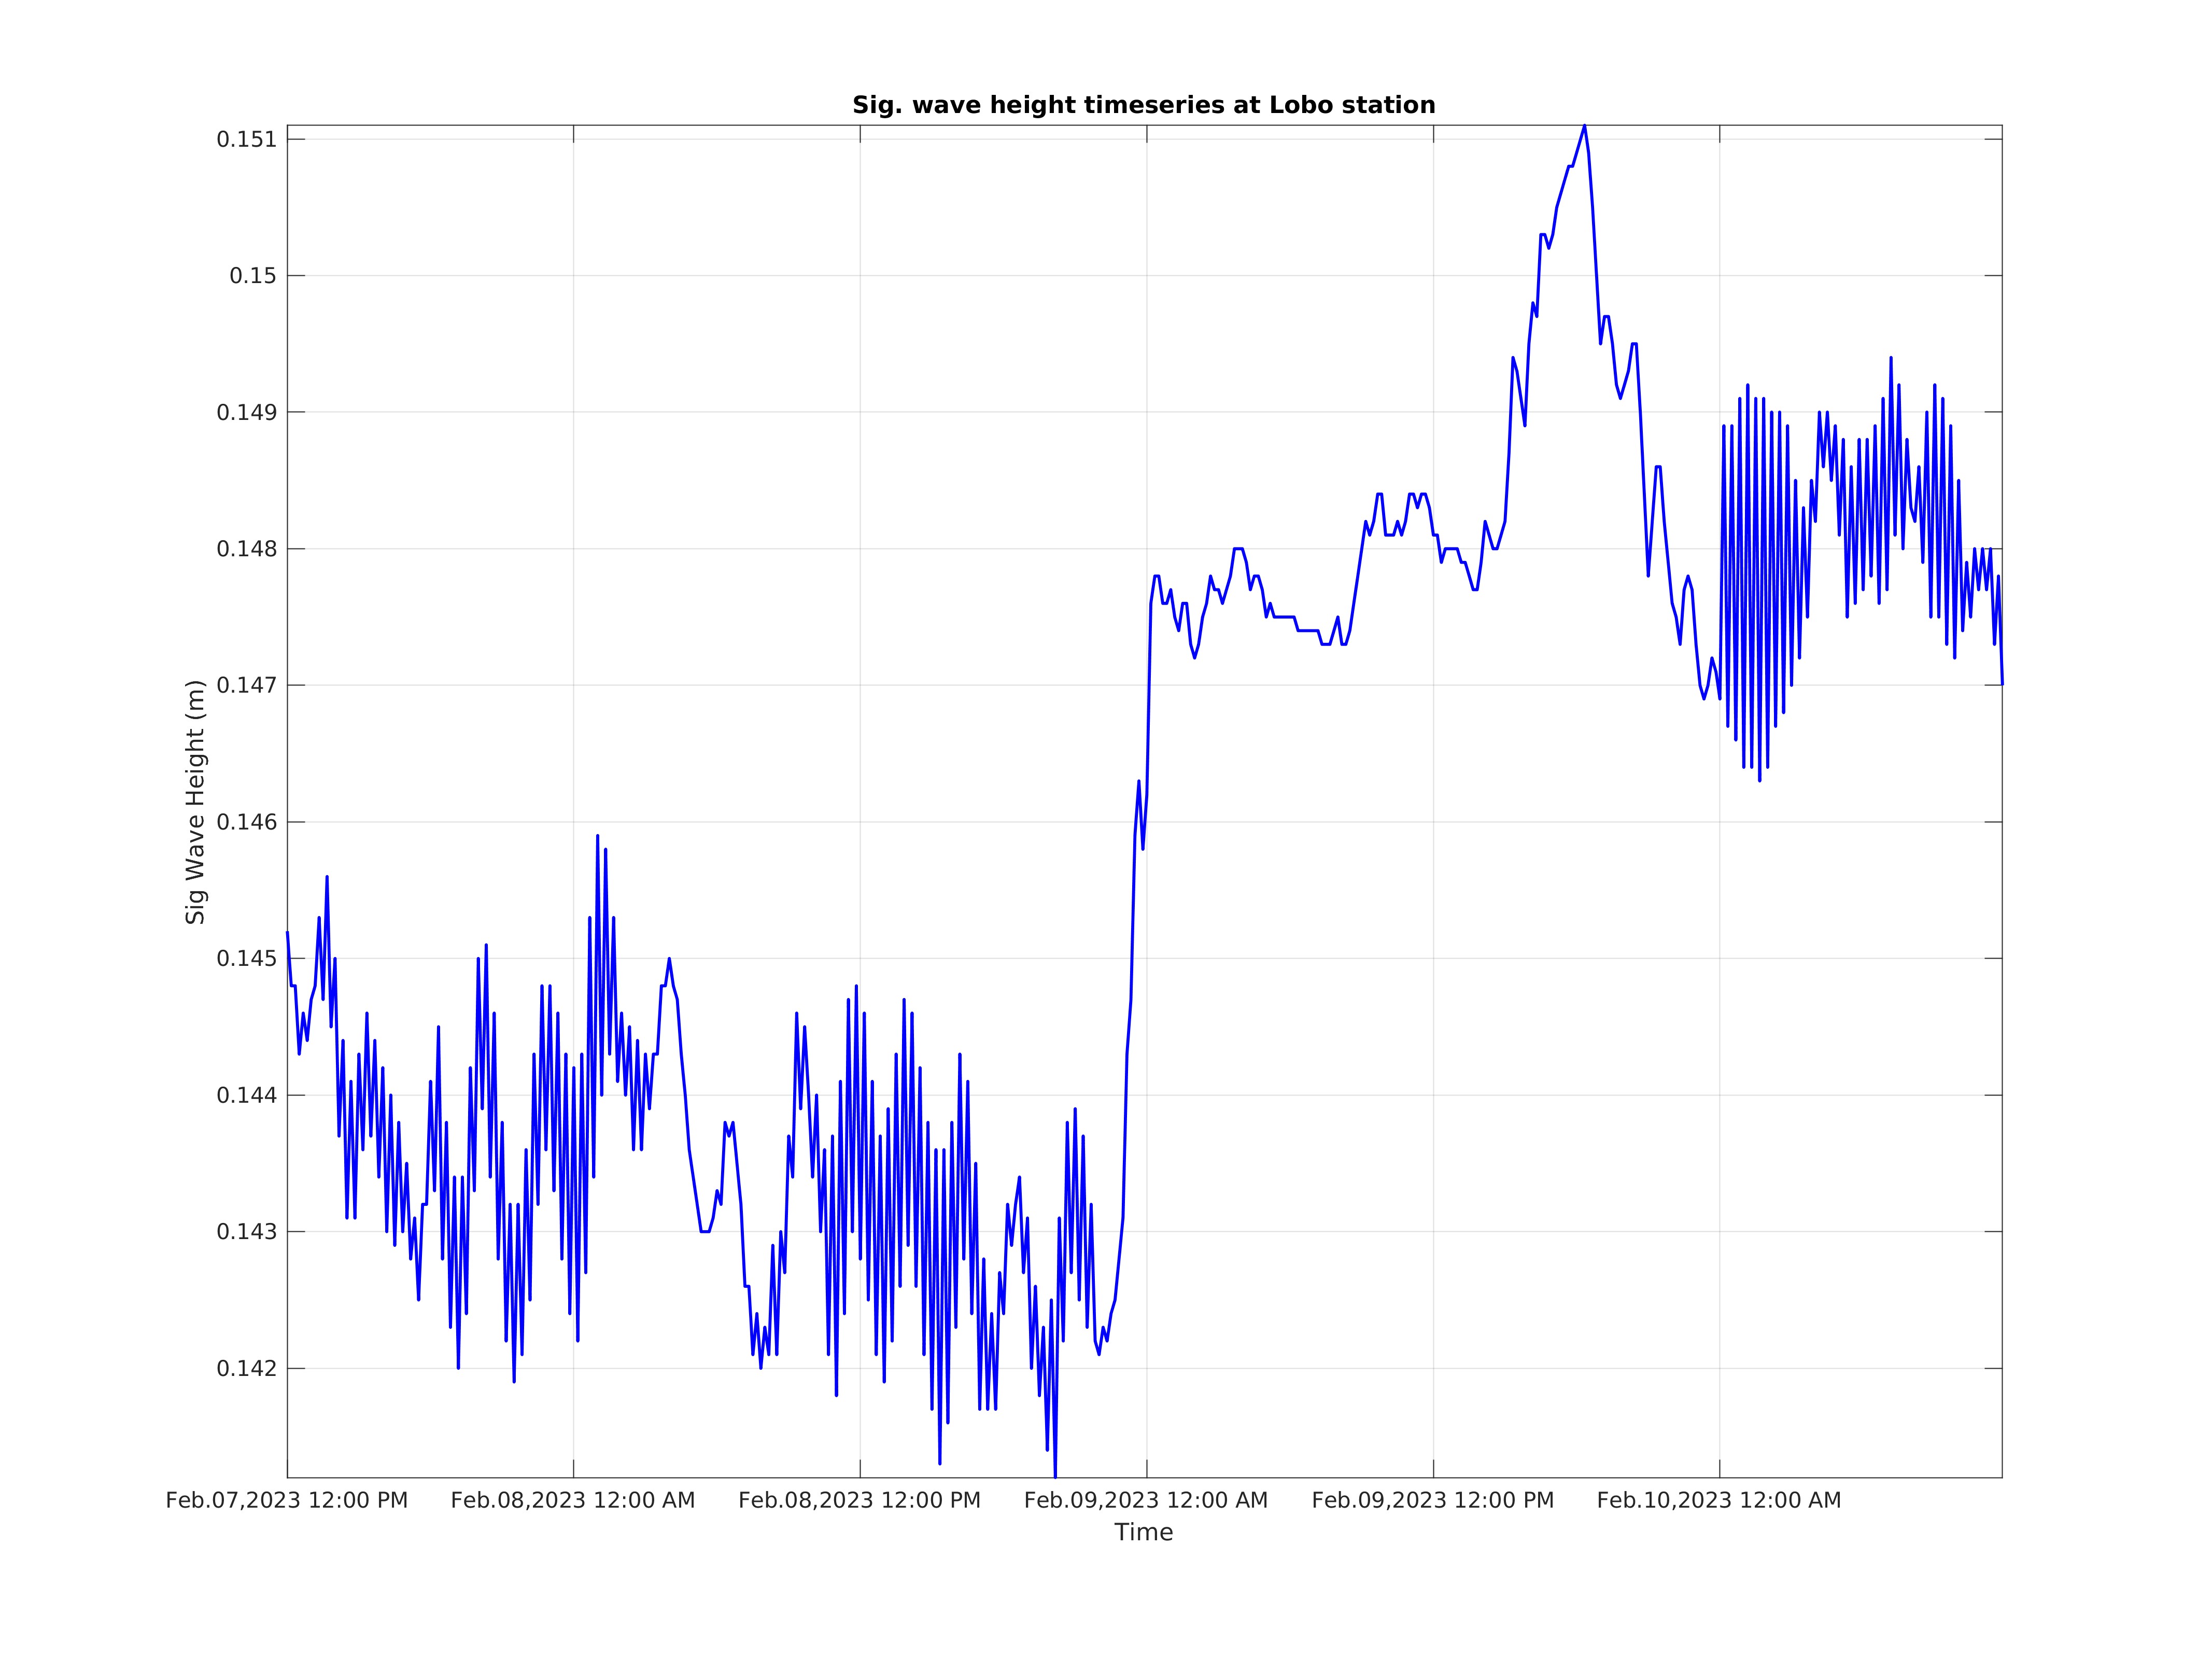 Sig. wave height timeseries at Lobo station
0.151
0.15
0.149
0.148
0.147
0.146
0.145
0.144
0.143
0.142
Sig Wave Height (m)
Feb.07,2023 12:00 PM Feb.08,2023 12:00 AM Feb.08,2023 12:00 PM Feb.09,2023 12:00 AM Feb.09,2023 12:00 PM Feb.10,2023 12:00 AM
Time